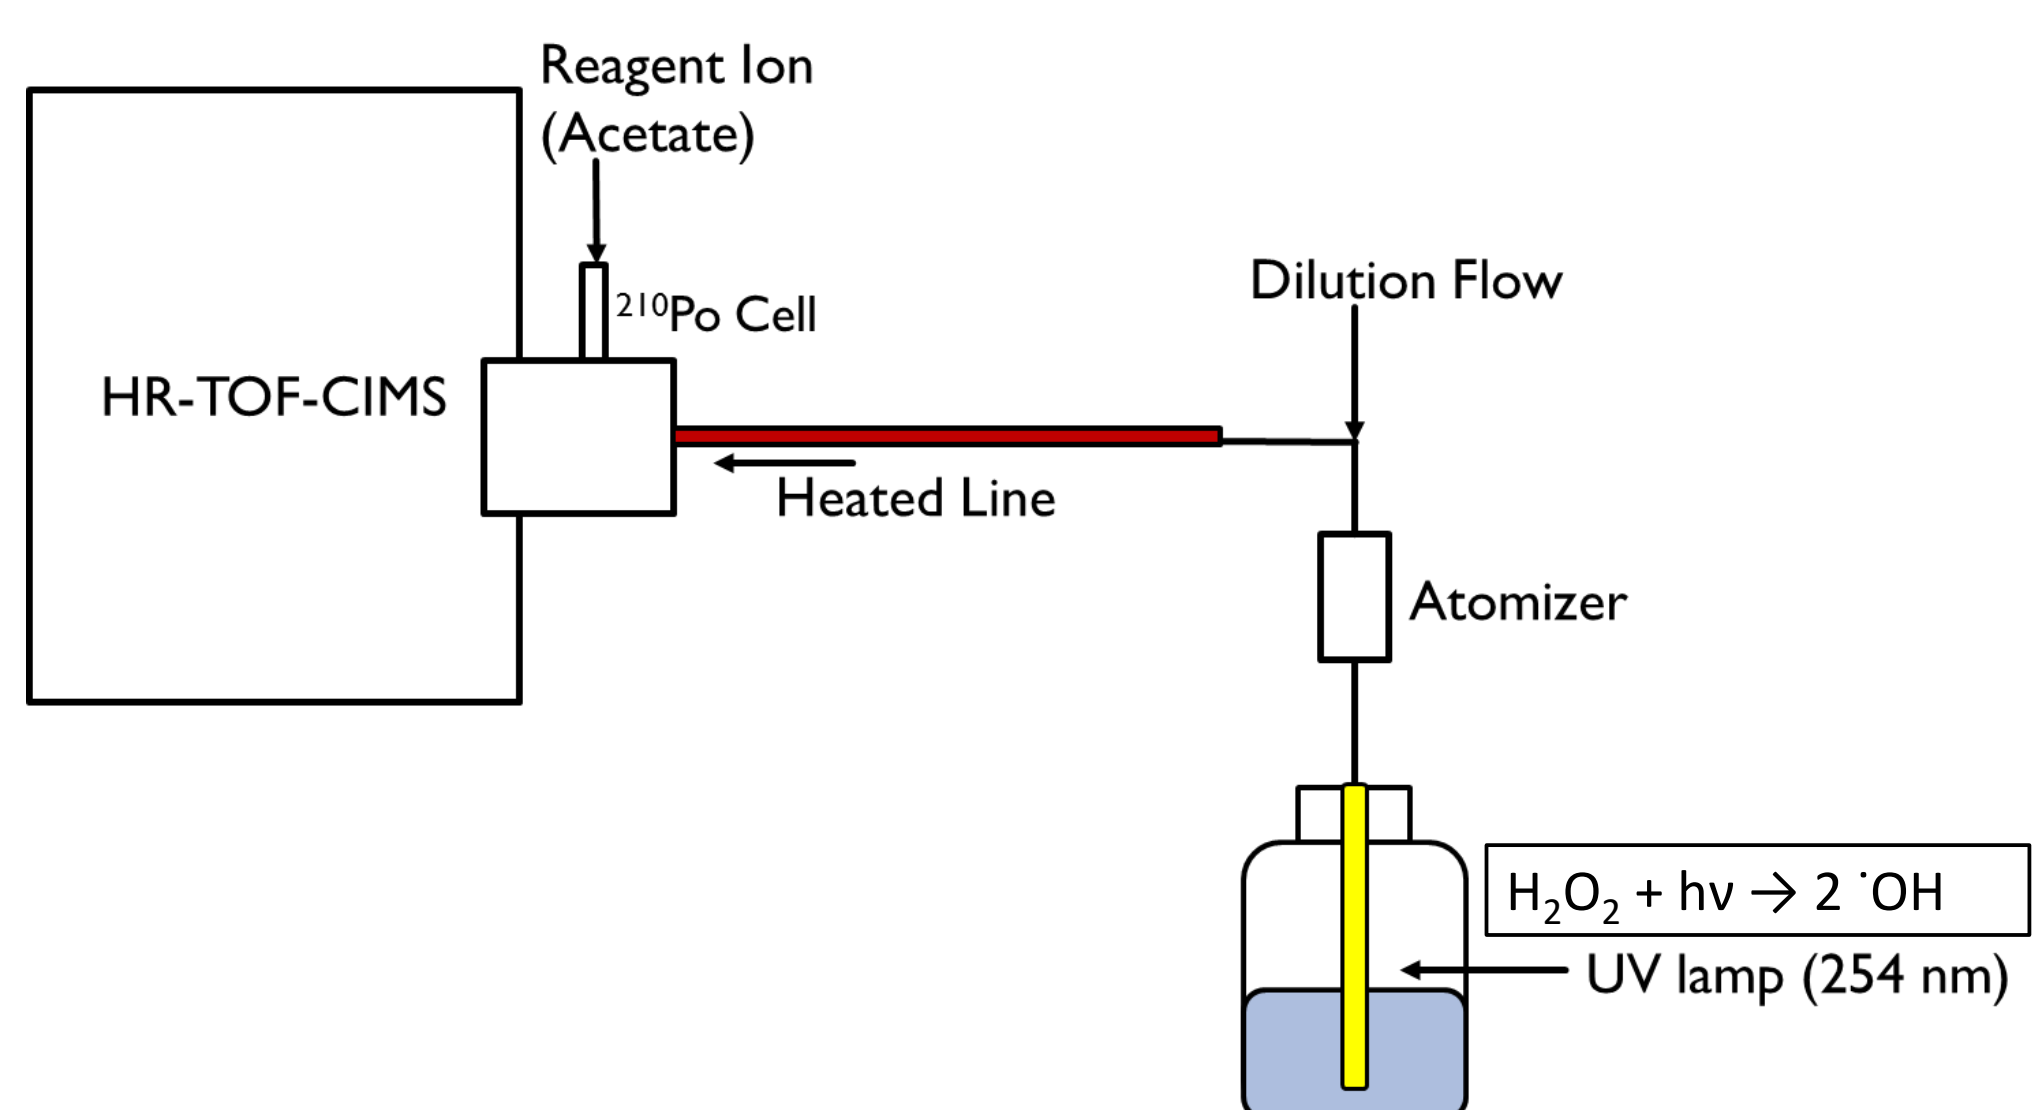 Reagent Ion
(Acetate)
²¹⁰Po Cell
HR-TOF-CIMS
Dilution Flow
Heated Line
Atomizer
H₂O₂ + hν → 2 ˙OH
UV lamp (254 nm)